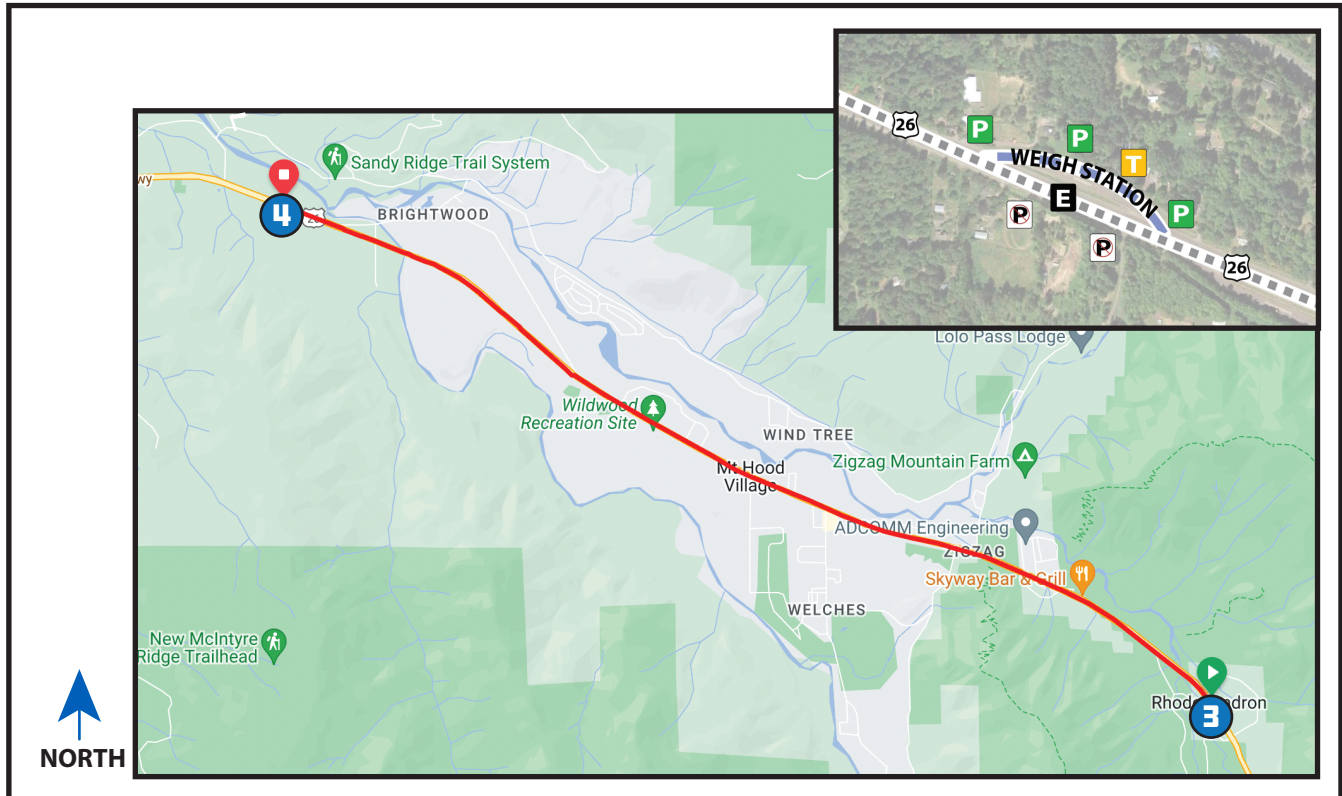 26
P
P
WEIGH STATION
T
E
P
P
P
26
Sandy Ridge Trail System
wy
4
26
BRIGHTWOOD
Lolo Pass Lodge
Wildwood
Recreation Site
WIND TREE
Mt Hood
Village
Zigzag Mountain Farm
ADCOMM Engineering
ZIGZAG
Skyway Bar & Grill
WELCHES
New McIntyre
Ridge Trailhead
Rhododendron
3
NORTH